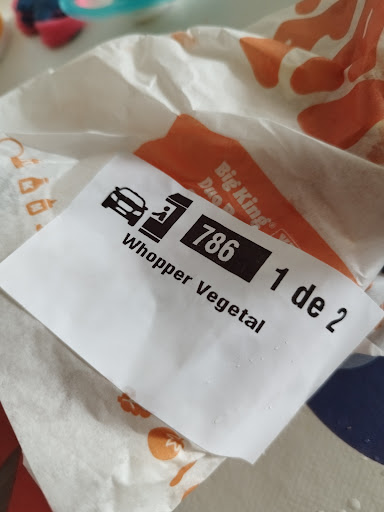 Big King
786
1 de 2
Whopper Vegetal